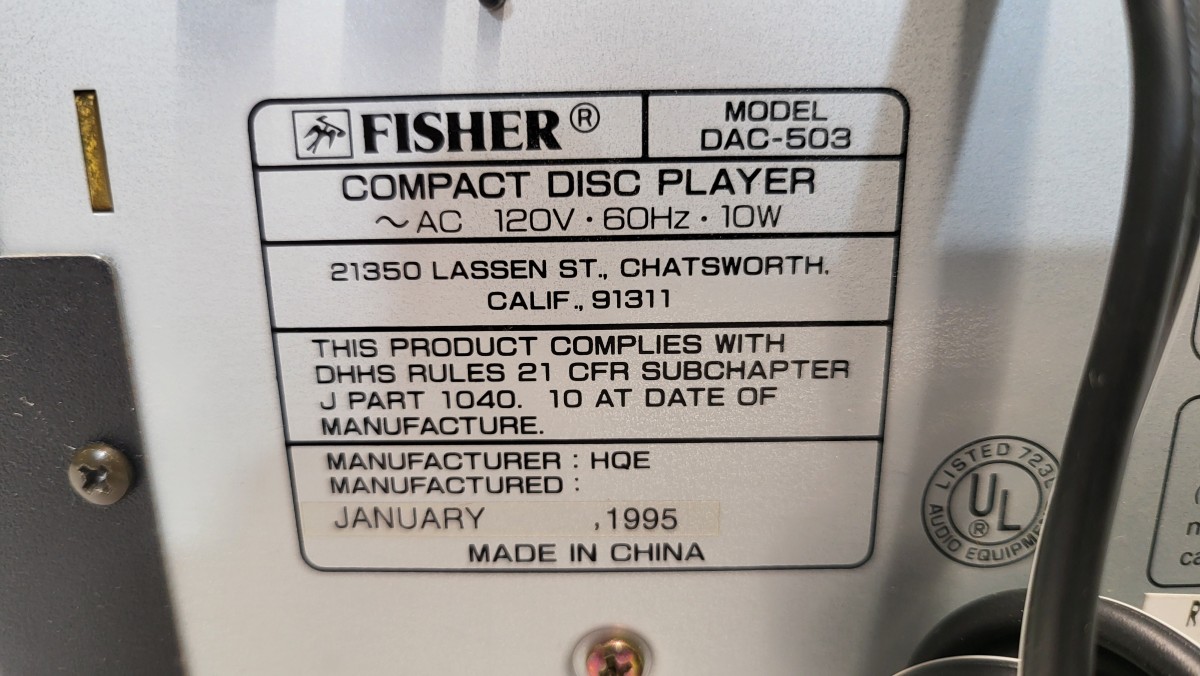 FISHER®
MODEL
DAC-503
COMPACT DISC PLAYER
~AC 120V · 60Hz · 10W
21350 LASSEN ST., CHATSWORTH,
CALIF., 91311
THIS PRODUCT COMPLIES WITH
DHHS RULES 21 CFR SUBCHAPTER
J PART 1040. 10 AT DATE OF
MANUFACTURE.
MANUFACTURER : HQE
MANUFACTURED :
JANUARY ,1995
MADE IN CHINA
LISTED 723L
UL®
AUDIO